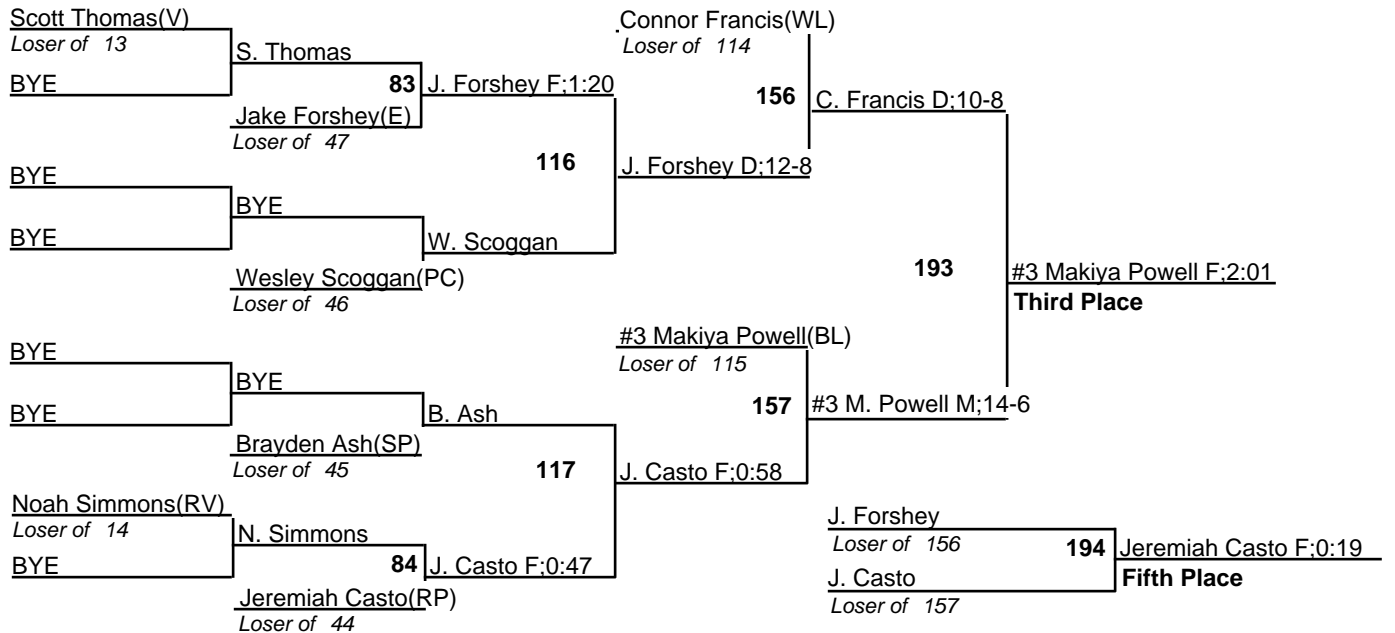 Scott Thomas(V)
Loser of 13
BYE
S. Thomas
83
Jake Forshey(E)
Loser of 47
J. Forshey F;1:20
BYE
BYE
BYE
Wesley Scoggan(PC)
Loser of 46
W. Scoggan
116
J. Forshey D;12-8
Connor Francis(WL)
Loser of 114
156
C. Francis D;10-8
BYE
BYE
BYE
Brayden Ash(SP)
Loser of 45
B. Ash
Noah Simmons(RV)
Loser of 14
BYE
N. Simmons
84
Jeremiah Casto(RP)
Loser of 44
J. Casto F;0:47
117
J. Casto F;0:58
#3 Makiya Powell(BL)
Loser of 115
157
#3 M. Powell M;14-6
193
#3 Makiya Powell F;2:01
Third Place
J. Forshey
Loser of 156
194
J. Casto
Loser of 157
Jeremiah Casto F;0:19
Fifth Place